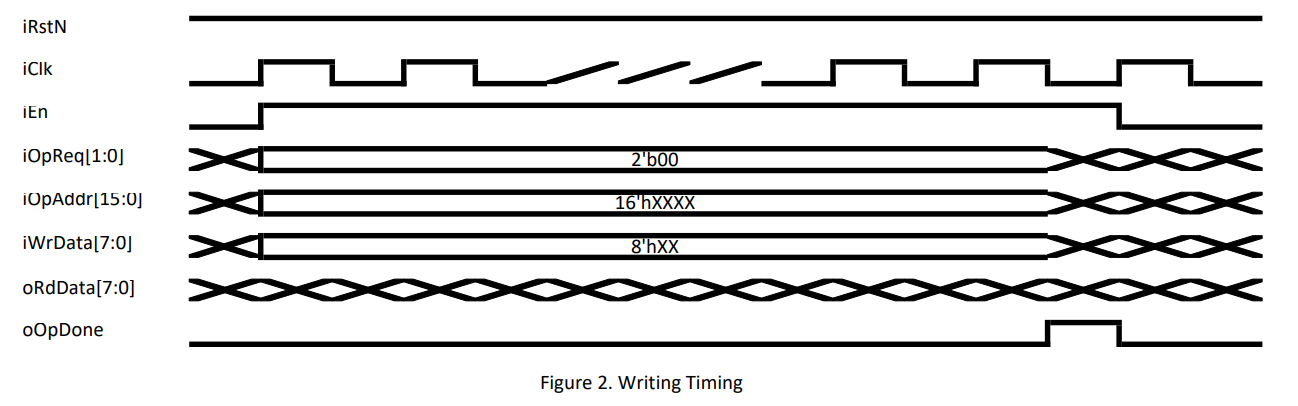 iRstN
iClk
iEn
iOpReq[1:0]
2'b00
iOpAddr[15:0]
16'hXXXX
iWrData[7:0]
8'hXX
oRdData[7:0]
oOpDone
Figure 2. Writing Timing